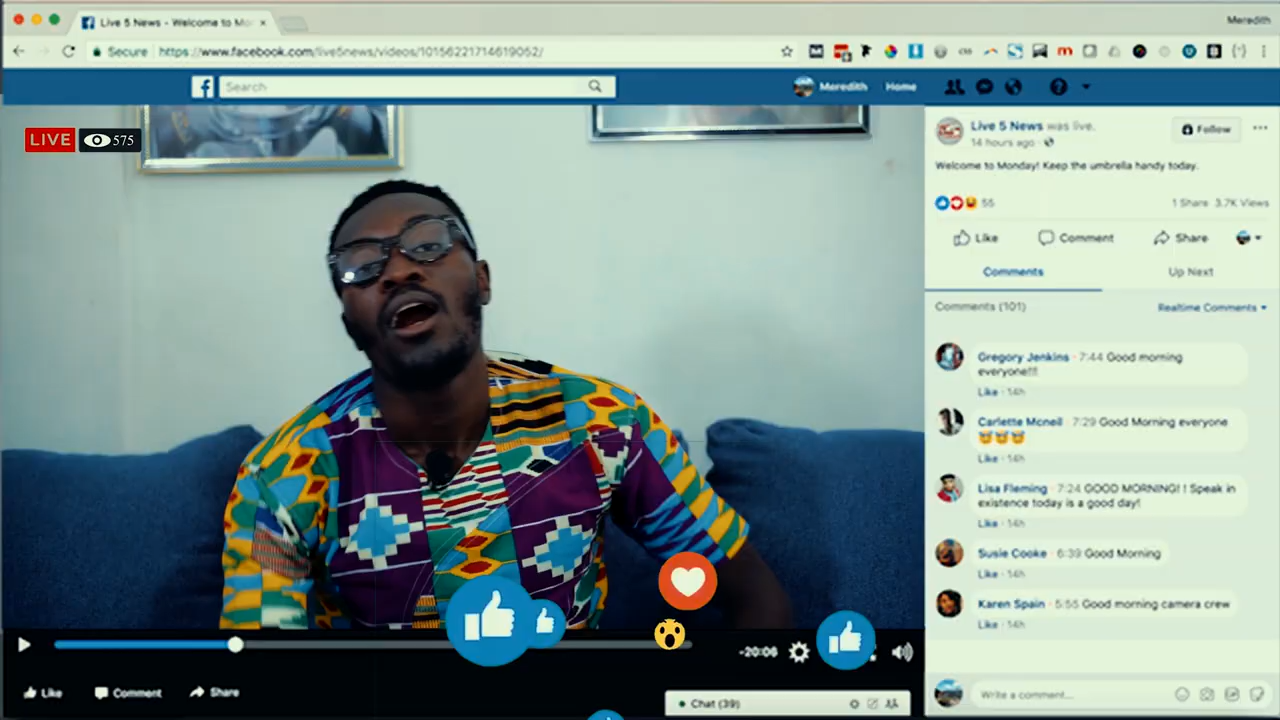 Live 5 News - Welcome to Mo
Meredith
Secure https://www.facebook.com/live5news/videos/10156221714619052/
Search
Meredith Home
LIVE 575
Live 5 News was live.
14 hours ago
Follow
Welcome to Monday! Keep the umbrella handy today.
55 1 Share 3.7K Views
Like Comment Share
Comments Up Next
Comments (101) Realtime Comments
Gregory Jenkins · 7:44 Good morning
everyone!!!
Like · 14h
Carlette Mcneil · 7:29 Good Morning everyone
Like · 14h
Lisa Fleming · 7:24 GOOD MORNING! ! Speak in
existence today is a good day!
Like · 14h
Susie Cooke · 6:39 Good Morning
Like · 14h
Karen Spain · 5:55 Good morning camera crew
Like · 14h
-20:06
Like Comment Share
Chat (39)
Write a comment...